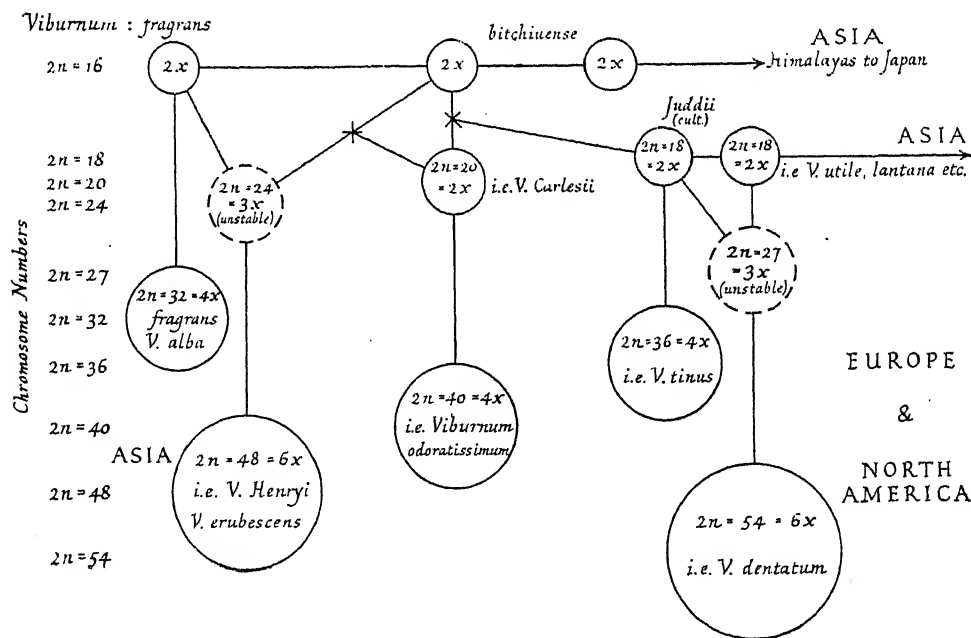 Viburnum : fragrans
bitchiuense
ASIA
Himalayas to Japan
2n = 16
2x
2x
2x
Juddii
(cult.)
ASIA
i.e V. utile, lantana etc.
2n = 18
2n = 20
2n = 24
2n = 24
= 3x
(unstable)
2n = 20
= 2x
i.e. V. Carlesii
2n = 18
= 2x
2n = 18
= 2x
2n = 27
= 3x
(unstable)
Chromosome Numbers
2n = 27
2n = 32
2n = 36
2n = 40
2n = 48
2n = 54
2n = 32 = 4x
fragrans
V. alba
2n = 36 = 4x
i.e. V. tinus
EUROPE
&
NORTH
AMERICA
2n = 40 = 4x
i.e. Viburnum
odoratissimum
ASIA
2n = 48 = 6x
i.e. V. Henryi
V. erubescens
2n = 54 = 6x
i.e. V. dentatum